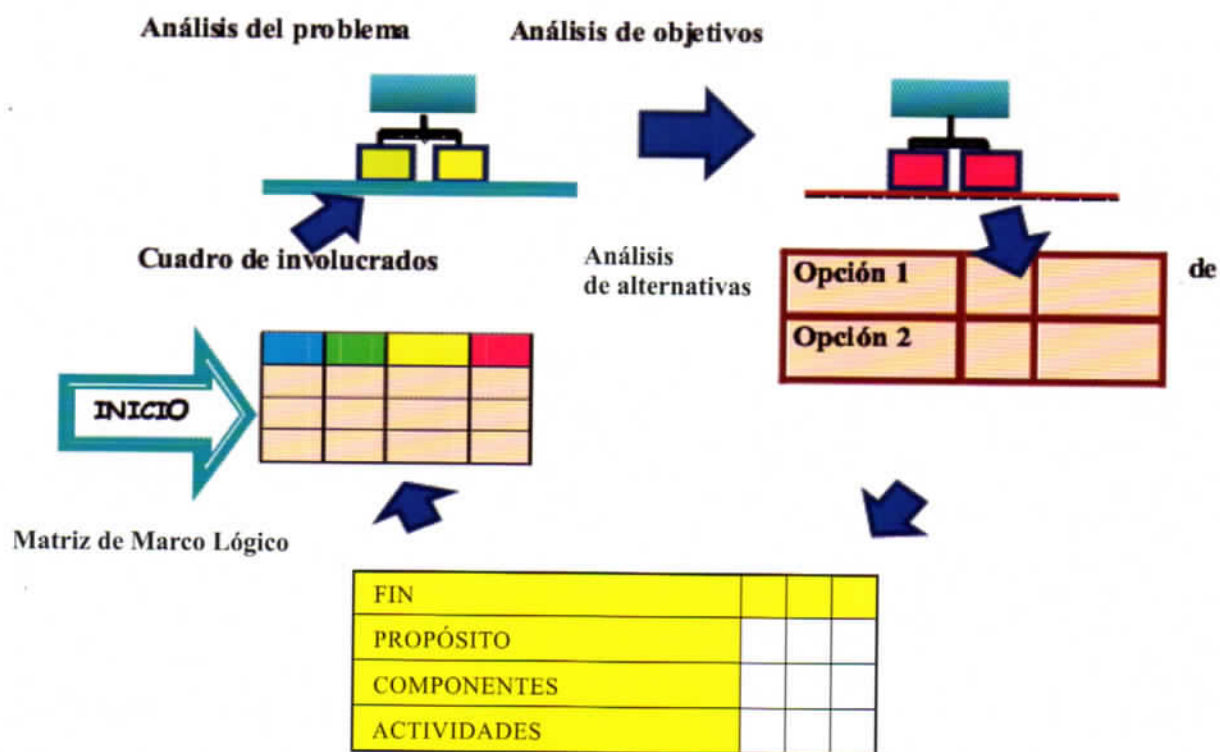 Análisis del problema
Análisis de objetivos
Cuadro de involucrados
Análisis
de alternativas
Opción 1
de
Opción 2
INICIO
Matriz de Marco Lógico
FIN
PROPÓSITO
COMPONENTES
ACTIVIDADES